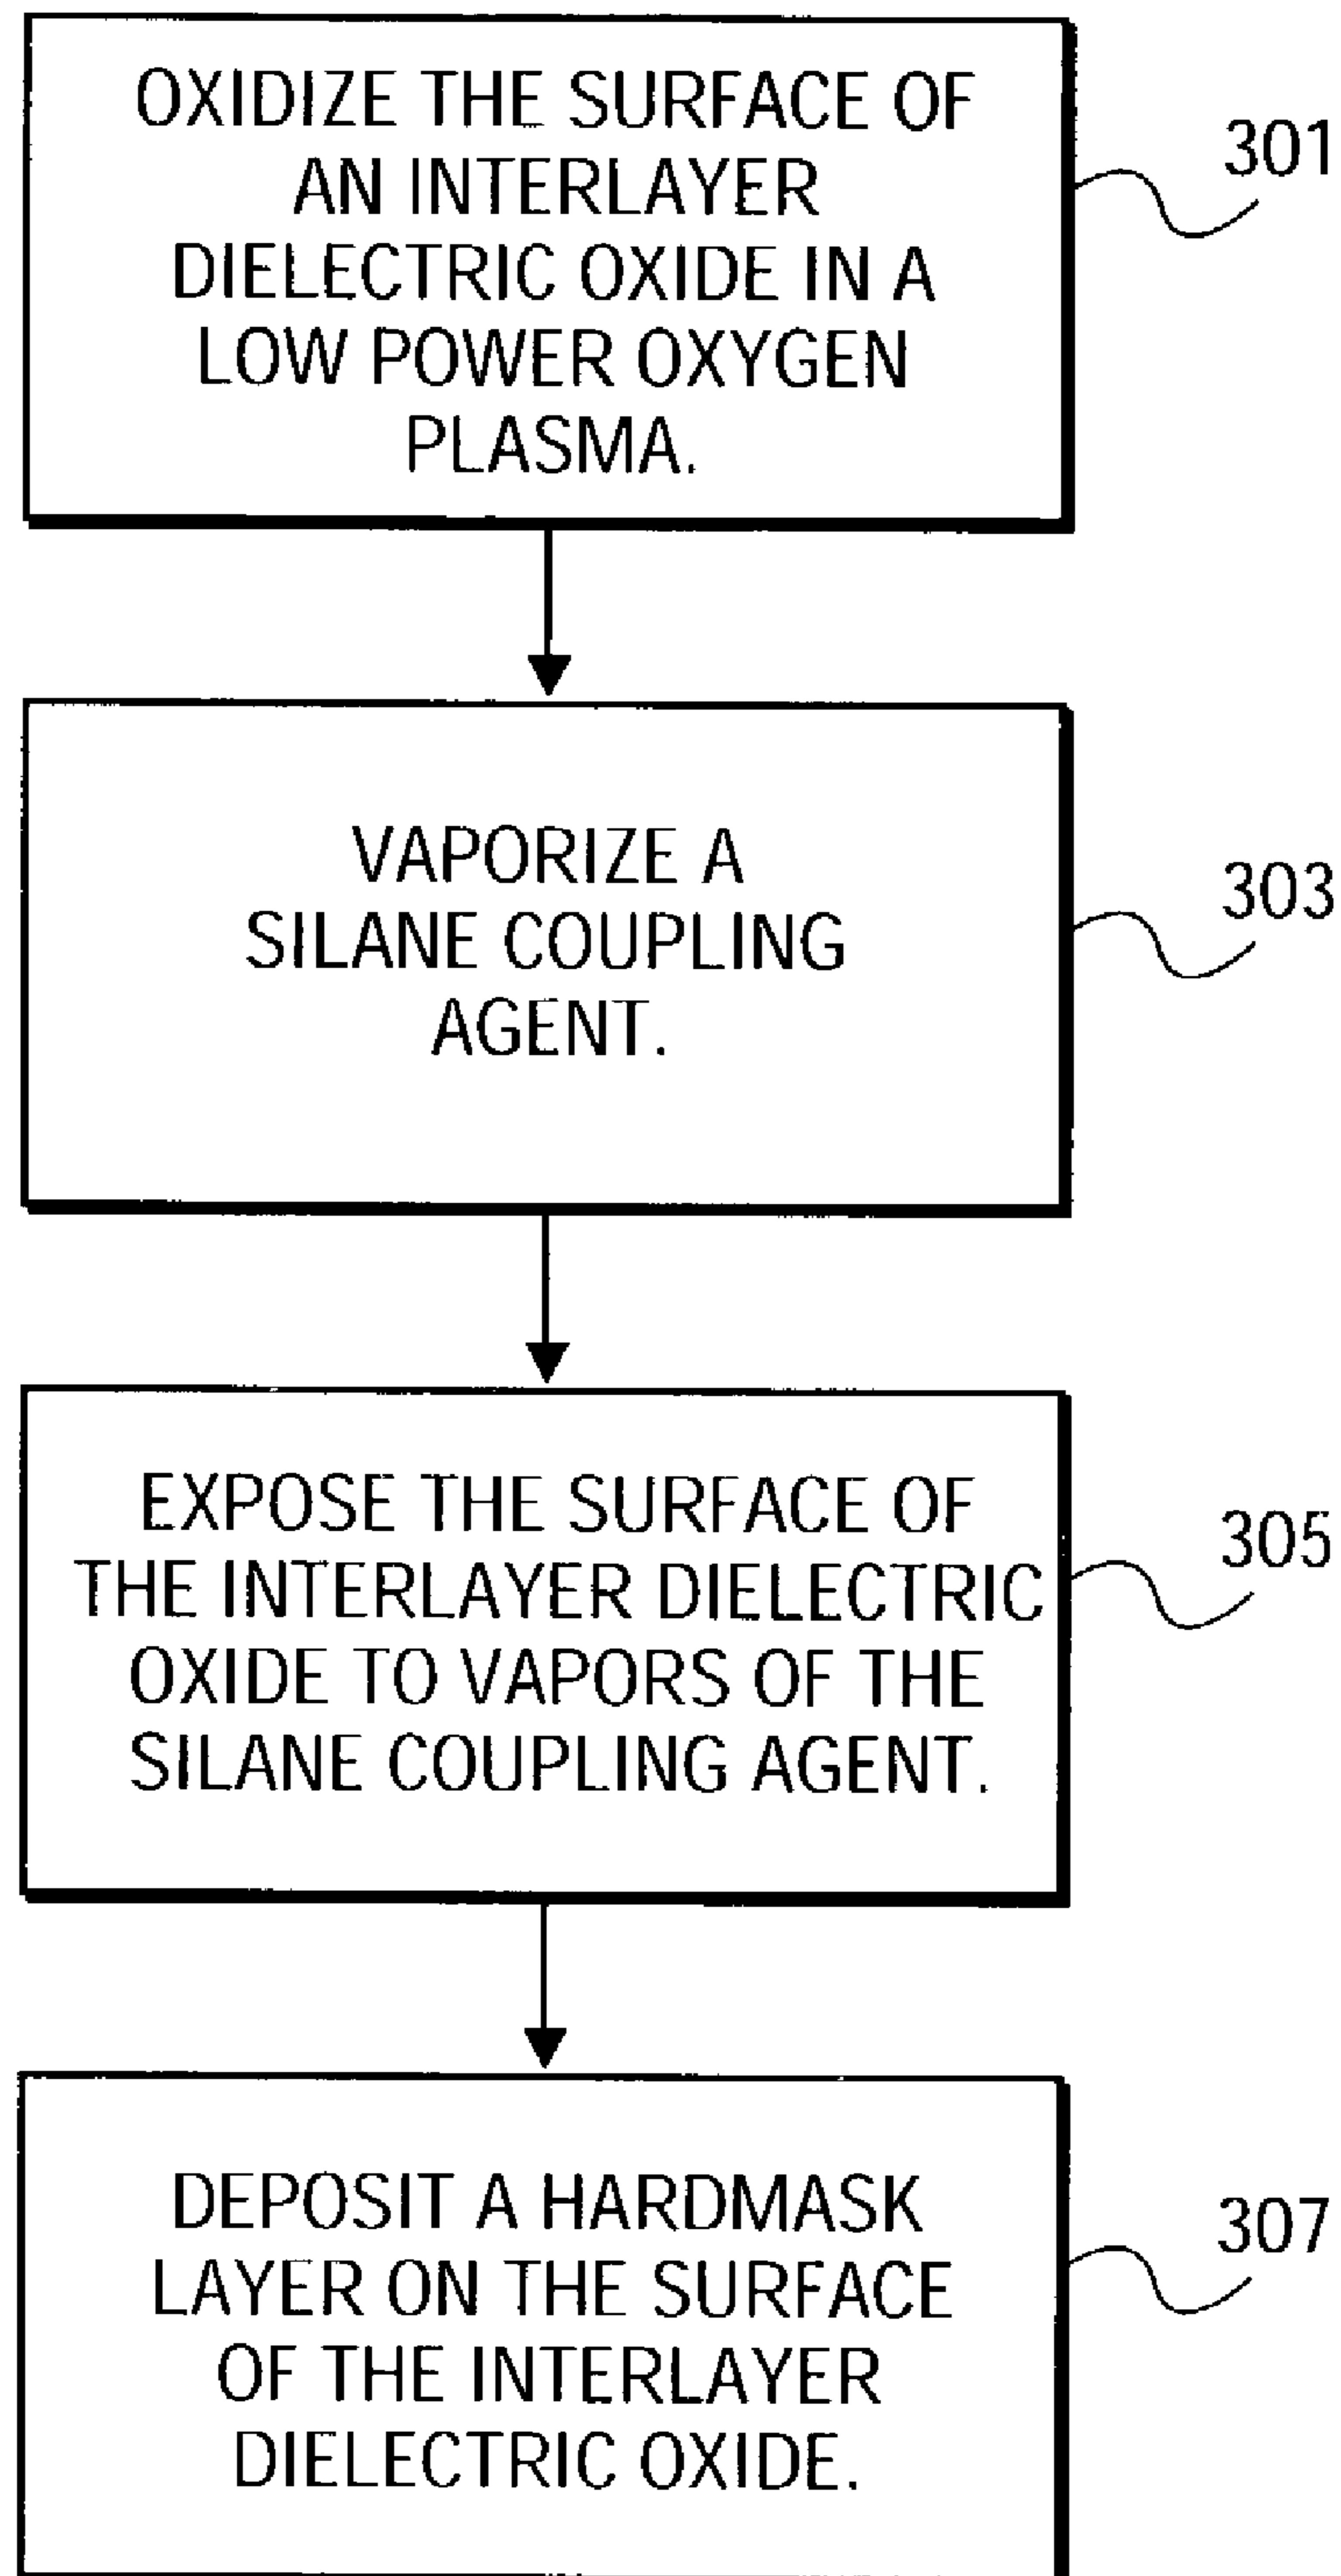 OXIDIZE THE SURFACE OF
AN INTERLAYER
DIELECTRIC OXIDE IN A
LOW POWER OXYGEN
PLASMA.
301
VAPORIZE A
SILANE COUPLING
AGENT.
303
EXPOSE THE SURFACE OF
THE INTERLAYER DIELECTRIC
OXIDE TO VAPORS OF THE
SILANE COUPLING AGENT.
305
DEPOSIT A HARDMASK
LAYER ON THE SURFACE
OF THE INTERLAYER
DIELECTRIC OXIDE.
307